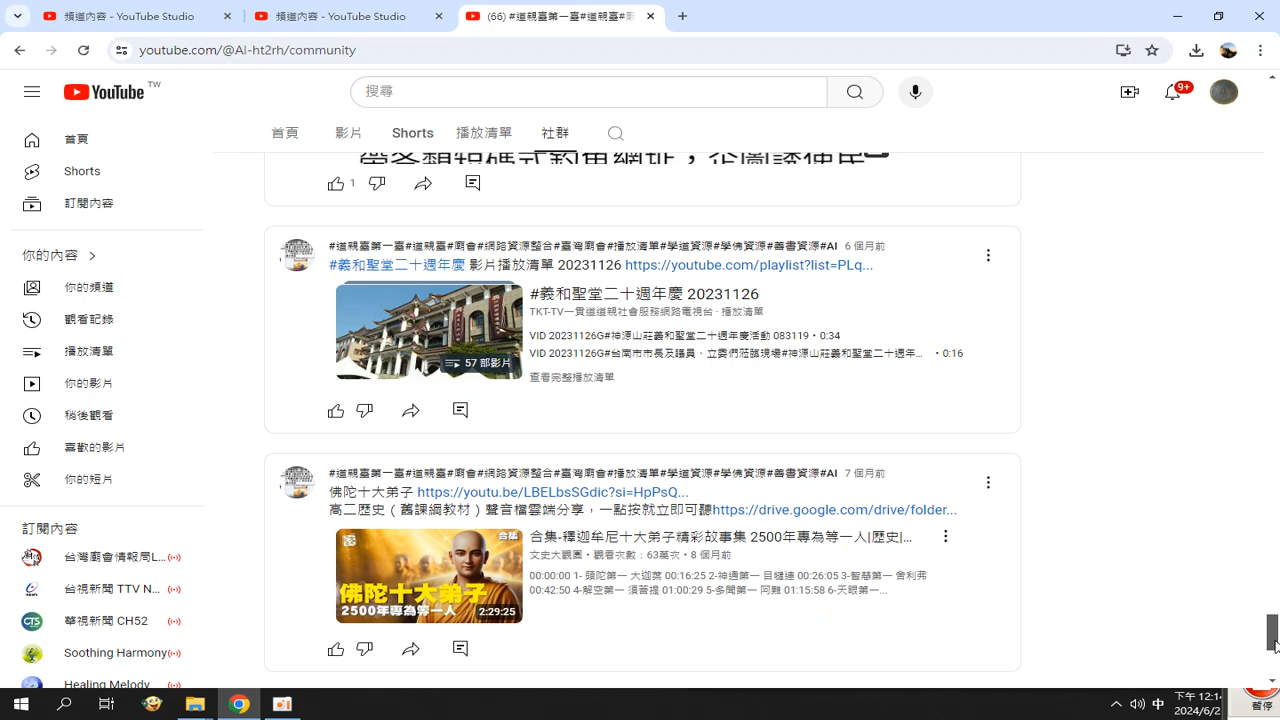 頻道內容 - YouTube Studio
頻道內容 - YouTube Studio
(66) #道親臺第一臺#道親臺#
youtube.com/@AI-ht2rh/community
YouTube TW
搜尋
9+
首頁
影片
Shorts
播放清單
社群
首頁
Shorts
訂閱內容
你的內容
你的頻道
觀看記錄
播放清單
你的影片
稍後觀看
喜歡的影片
你的短片
訂閱內容
台灣廟會情報局L...
台視新聞 TTV N...
華視新聞 CH52
Soothing Harmony
Healing Melody
1
#道親臺第一臺#道親臺#廟會#網路資源整合#臺灣廟會#播放清單#學道資源#學佛資源#善書資源#AI 6 個月前
#義和聖堂二十週年慶 影片播放清單 20231126 https://youtube.com/playlist?list=PLq...
57 部影片
#義和聖堂二十週年慶 20231126
TKT-TV一貫道道親社會服務網路電視台 · 播放清單
VID 20231126G#神源山莊義和聖堂二十週年慶活動 083119 • 0:34
VID 20231126G#台南市市長及議員、立委們蒞臨現場#神源山莊義和聖堂二十週年... • 0:16
查看完整播放清單
#道親臺第一臺#道親臺#廟會#網路資源整合#臺灣廟會#播放清單#學道資源#學佛資源#善書資源#AI 7 個月前
佛陀十大弟子 https://youtu.be/LBELbsSGdic?si=HpPsQ...
高二歷史（舊課綱教材）聲音檔雲端分享，一點按就立即可聽https://drive.google.com/drive/folder...
合集
佛陀十大弟子
2500年專為等一人
2:29:25
合集-釋迦牟尼十大弟子精彩故事集 2500年專為等一人|歷史|...
文史大觀園 • 觀看次數：63萬次 • 8 個月前
00:00:00 1- 頭陀第一 大迦葉 00:16:25 2-神通第一 目犍連 00:26:05 3-智慧第一 舍利弗
00:42:50 4-解空第一 須菩提 01:00:29 5-多聞第一 阿難 01:15:58 6-天眼第一...
中
下午 12:1
2024/6/2
暫停